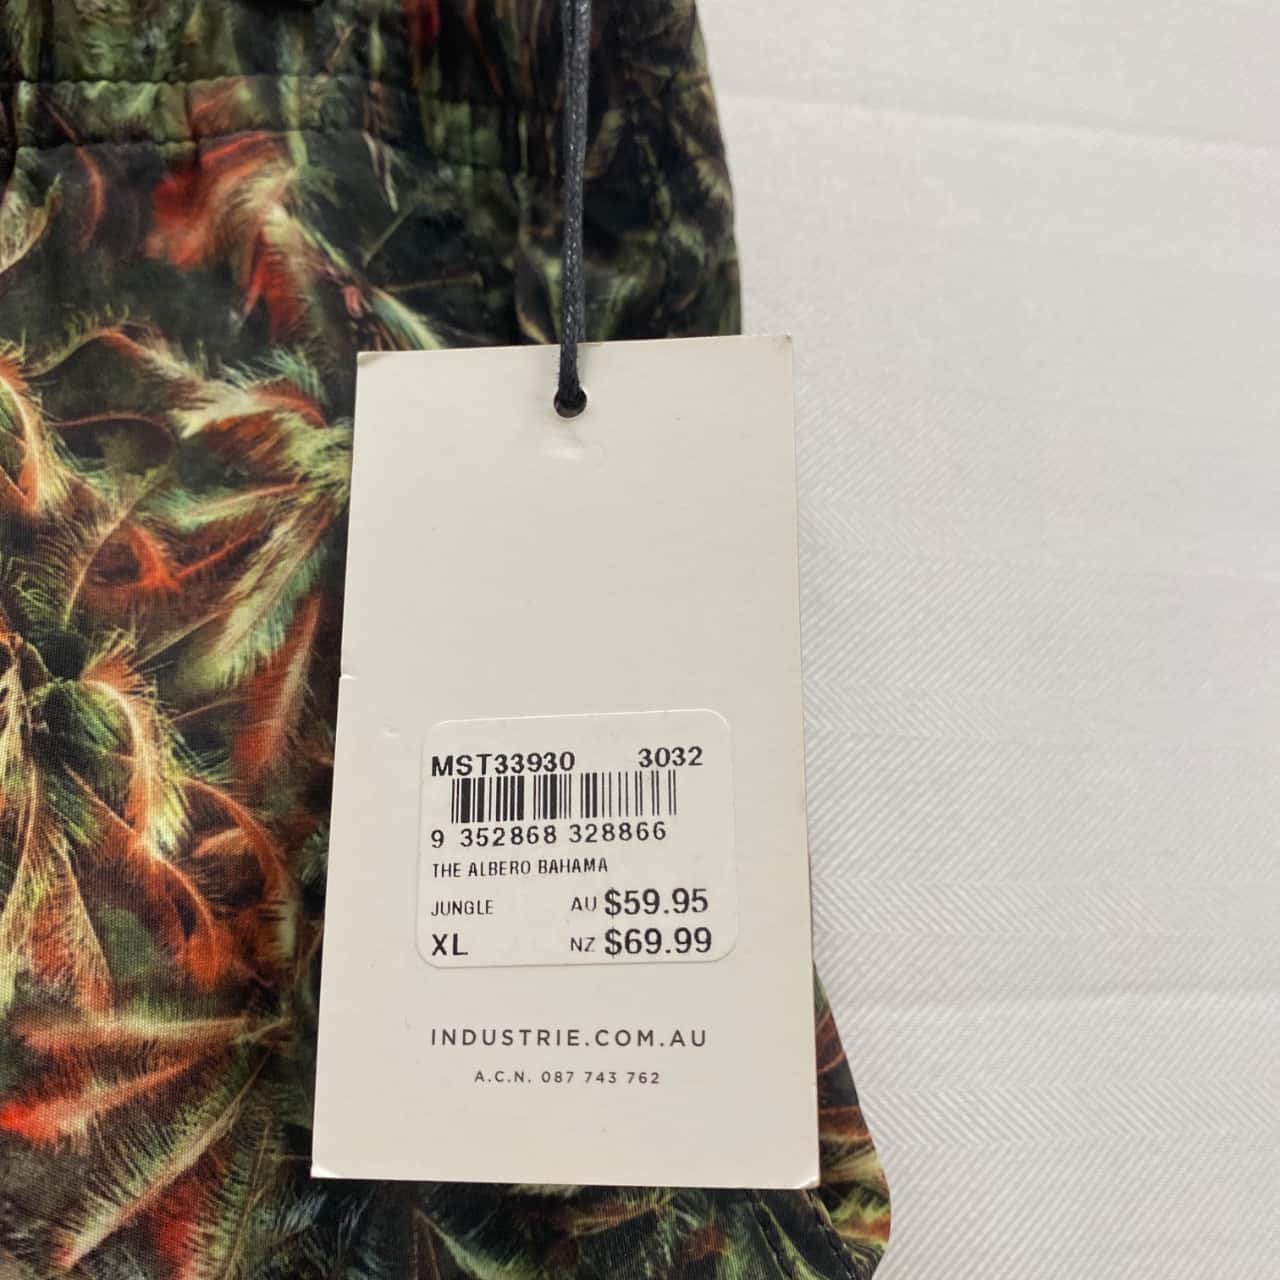 MST33930 3032
9 352868 328866
THE ALBERO BAHAMA
JUNGLE AU $59.95
XL NZ $69.99
INDUSTRIE.COM.AU
A.C.N. 087 743 762